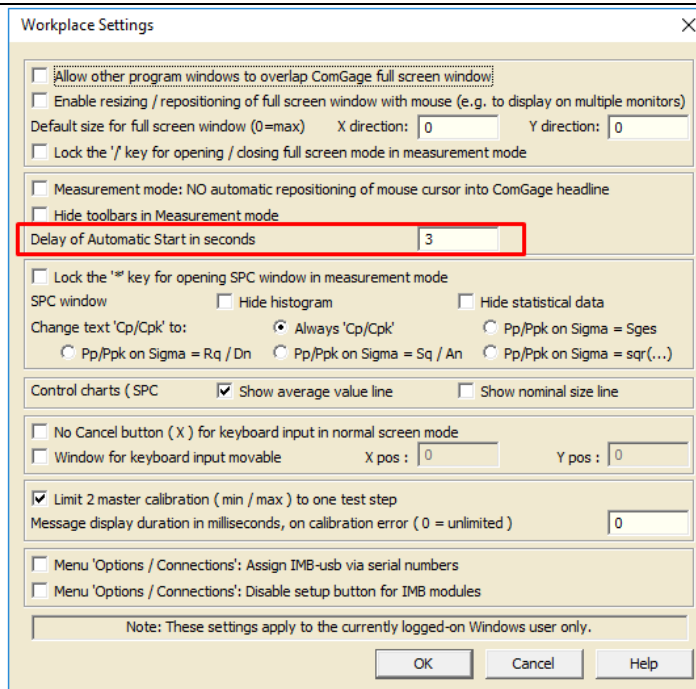 Workplace Settings
Allow other program windows to overlap ComGage full screen window
Enable resizing / repositioning of full screen window with mouse (e.g. to display on multiple monitors)
Default size for full screen window (0=max) X direction: 0 Y direction: 0
Lock the '/' key for opening / closing full screen mode in measurement mode
Measurement mode: NO automatic repositioning of mouse cursor into ComGage headline
Hide toolbars in Measurement mode
Delay of Automatic Start in seconds 3
Lock the '*' key for opening SPC window in measurement mode
SPC window Hide histogram Hide statistical data
Change text 'Cp/Cpk' to: Always 'Cp/Cpk' Pp/Ppk on Sigma = Sges
Pp/Ppk on Sigma = Rq / Dn Pp/Ppk on Sigma = Sq / An Pp/Ppk on Sigma = sqr(...)
Control charts ( SPC Show average value line Show nominal size line
No Cancel button ( X ) for keyboard input in normal screen mode
Window for keyboard input movable X pos : 0 Y pos : 0
Limit 2 master calibration ( min / max ) to one test step
Message display duration in milliseconds, on calibration error ( 0 = unlimited ) 0
Menu 'Options / Connections': Assign IMB-usb via serial numbers
Menu 'Options / Connections': Disable setup button for IMB modules
Note: These settings apply to the currently logged-on Windows user only.
OK Cancel Help